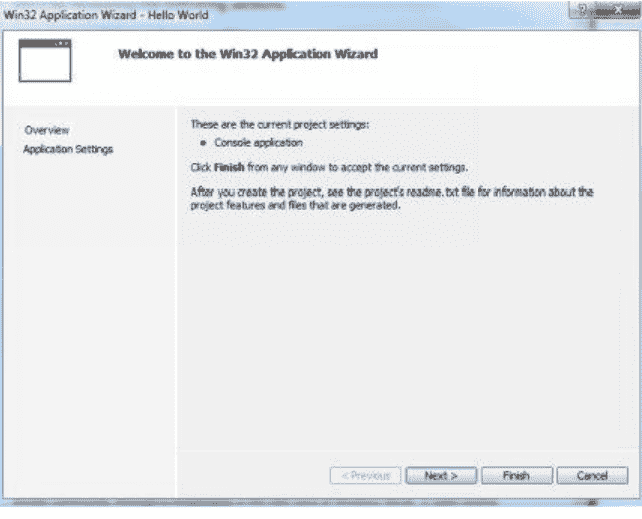 Win32 Application Wizard - Hello World
Welcome to the Win32 Application Wizard
Overview
Application Settings
These are the current project settings:
• Console application
Click Finish from any window to accept the current settings.
After you create the project, see the project's readme.txt file for information about the
project features and files that are generated.
< Previous Next > Finish Cancel